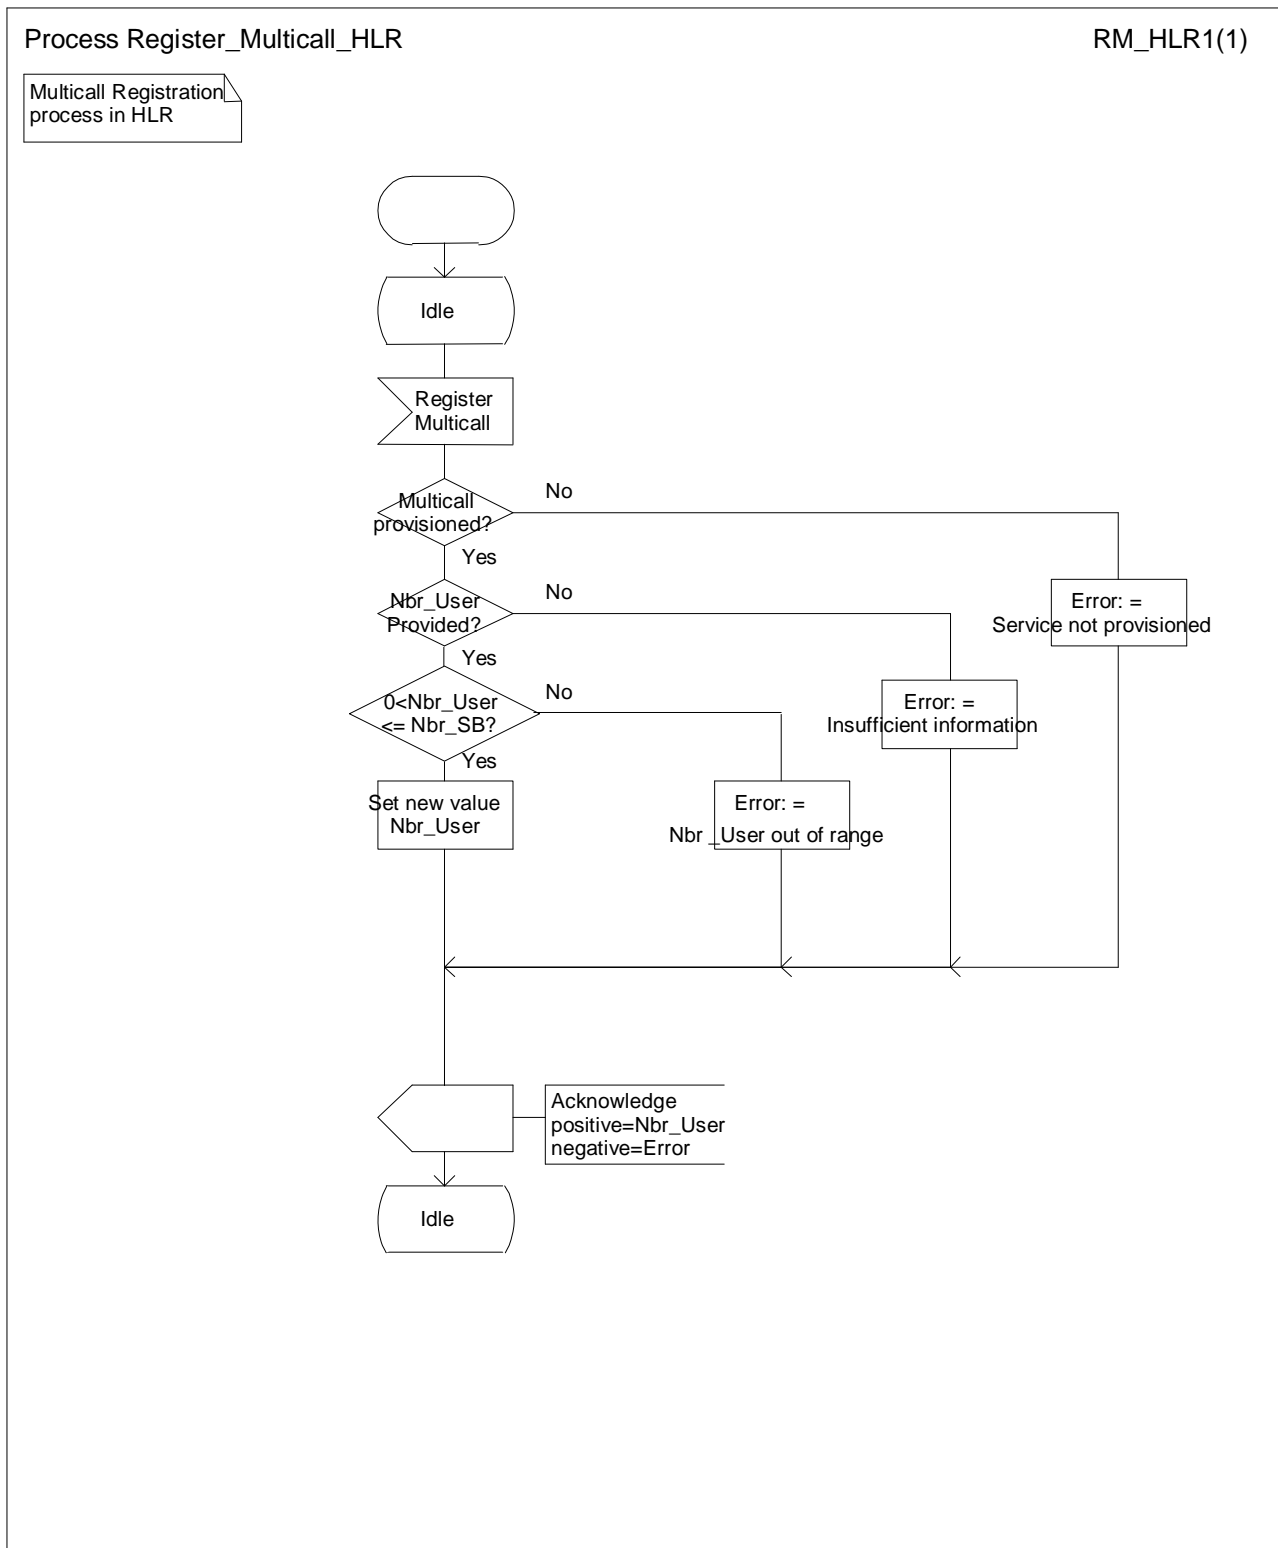 Process Register_Multicall_HLR
RM_HLR1(1)
Multicall Registration
process in HLR
Idle
Register
Multicall
Multicall
provisioned?
No
Yes
Nbr_User
Provided?
No
Error: =
Service not provisioned
Yes
0<Nbr_User
<= Nbr_SB?
No
Error: =
Insufficient information
Yes
Set new value
Nbr_User
Error: =
Nbr _User out of range
Acknowledge
positive=Nbr_User
negative=Error
Idle